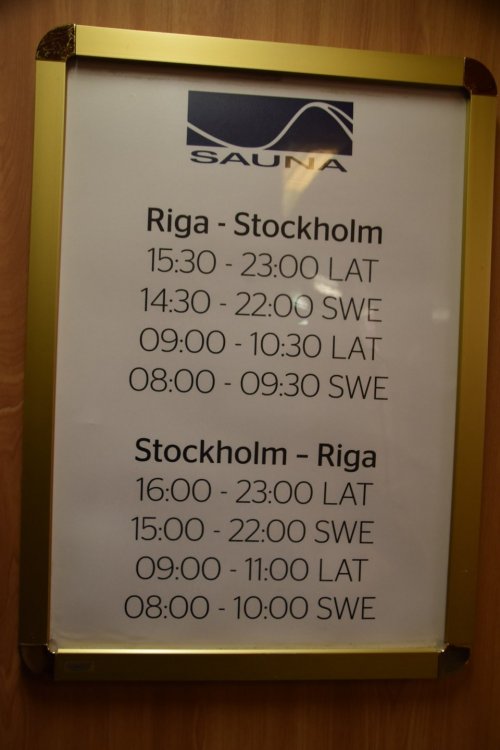 SAUNA
Riga - Stockholm
15:30 - 23:00 LAT
14:30 - 22:00 SWE
09:00 - 10:30 LAT
08:00 - 09:30 SWE
Stockholm – Riga
16:00 - 23:00 LAT
15:00 - 22:00 SWE
09:00 - 11:00 LAT
08:00 - 10:00 SWE